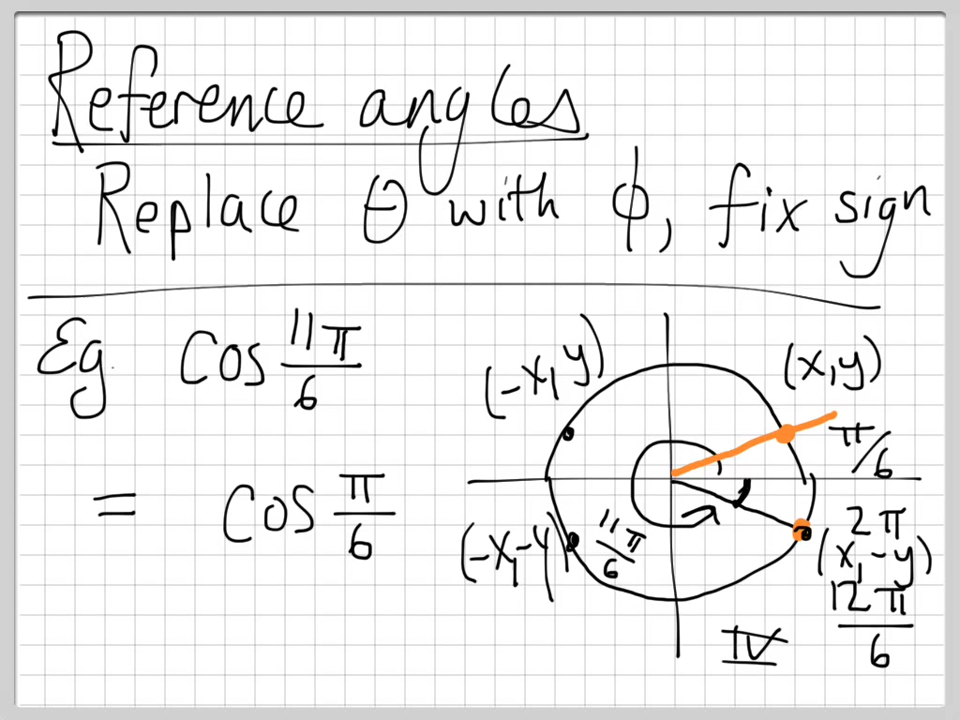 Reference angles
Replace θ with ϕ, fix sign
Eg cos 11π/6
= cos π/6
(-x, y)
(x, y)
π/6
(-x, -y)
11π/6
2π
(x, -y)
12π/6
IV